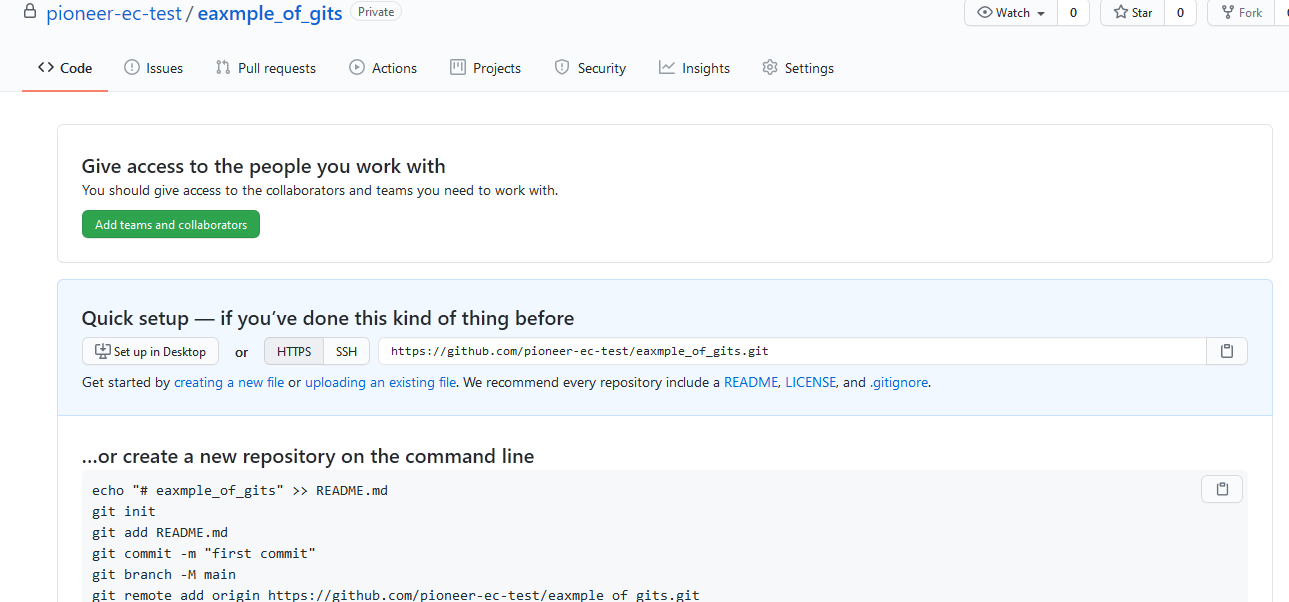 pioneer-ec-test / eaxmple_of_gits Private Watch 0 Star 0 Fork
Code Issues Pull requests Actions Projects Security Insights Settings
Give access to the people you work with
You should give access to the collaborators and teams you need to work with.
Add teams and collaborators
Quick setup — if you've done this kind of thing before
Set up in Desktop or HTTPS SSH https://github.com/pioneer-ec-test/eaxmple_of_gits.git
Get started by creating a new file or uploading an existing file. We recommend every repository include a README, LICENSE, and .gitignore.
…or create a new repository on the command line
echo "# eaxmple_of_gits" >> README.md
git init
git add README.md
git commit -m "first commit"
git branch -M main
git remote add origin https://github.com/pioneer-ec-test/eaxmple_of_gits.git